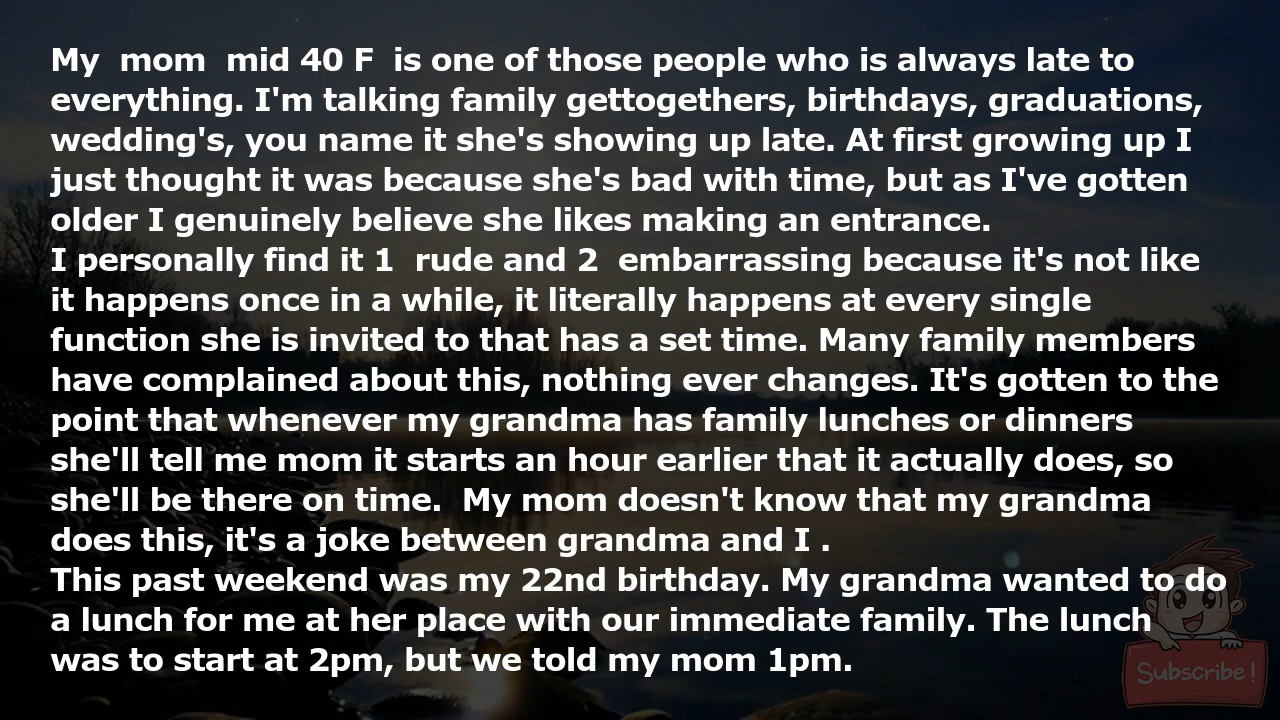 My  mom  mid 40 F  is one of those people who is always late to
everything. I'm talking family gettogethers, birthdays, graduations,
wedding's, you name it she's showing up late. At first growing up I
just thought it was because she's bad with time, but as I've gotten
older I genuinely believe she likes making an entrance.
I personally find it 1  rude and 2  embarrassing because it's not like
it happens once in a while, it literally happens at every single
function she is invited to that has a set time. Many family members
have complained about this, nothing ever changes. It's gotten to the
point that whenever my grandma has family lunches or dinners
she'll tell me mom it starts an hour earlier that it actually does, so
she'll be there on time.  My mom doesn't know that my grandma
does this, it's a joke between grandma and I .
This past weekend was my 22nd birthday. My grandma wanted to do
a lunch for me at her place with our immediate family. The lunch
was to start at 2pm, but we told my mom 1pm.
Subscribe!